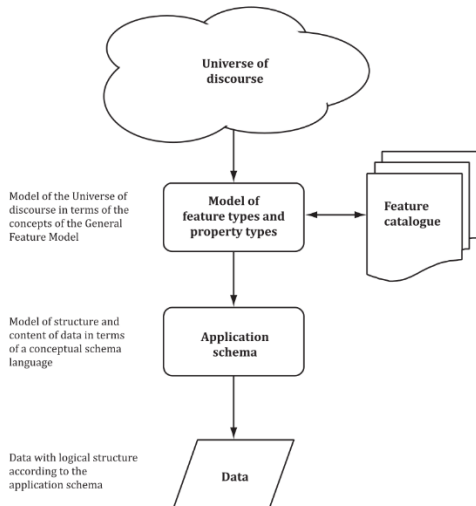 Universe of
discourse
Model of the Universe of
discourse in terms of the
concepts of the General
Feature Model
Model of
feature types and
property types
Feature
catalogue
Model of structure and
content of data in terms
of a conceptual schema
language
Application
schema
Data with logical structure
according to the
application schema
Data